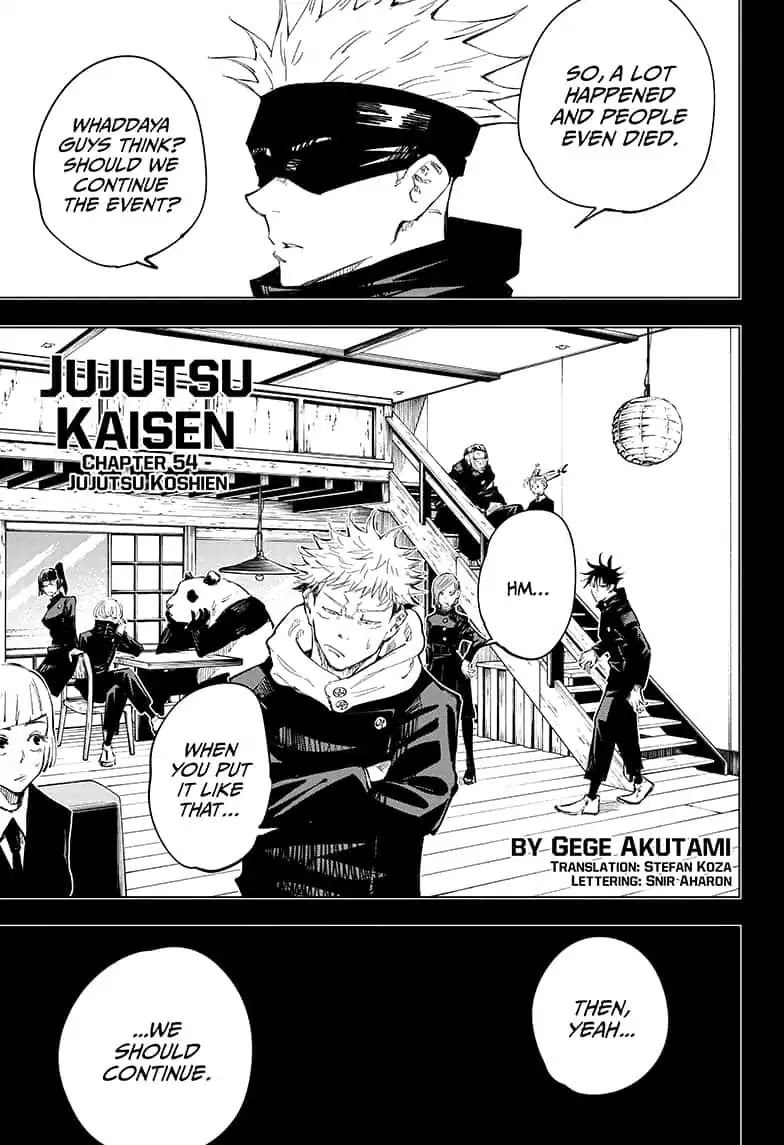 SO, A LOT
HAPPENED
AND PEOPLE
EVEN DIED.
WHADDAYA
GUYS THINK?
SHOULD WE
CONTINUE
THE EVENT?
JUJUTSU
KAISEN
CHAPTER 54 -
JUJUTSU KOSHIEN
HM...
WHEN
YOU PUT
IT LIKE
THAT...
BY GEGE AKUTAMI
TRANSLATION: STEFAN KOZA
LETTERING: SNIR AHARON
THEN,
YEAH...
...WE
SHOULD
CONTINUE.